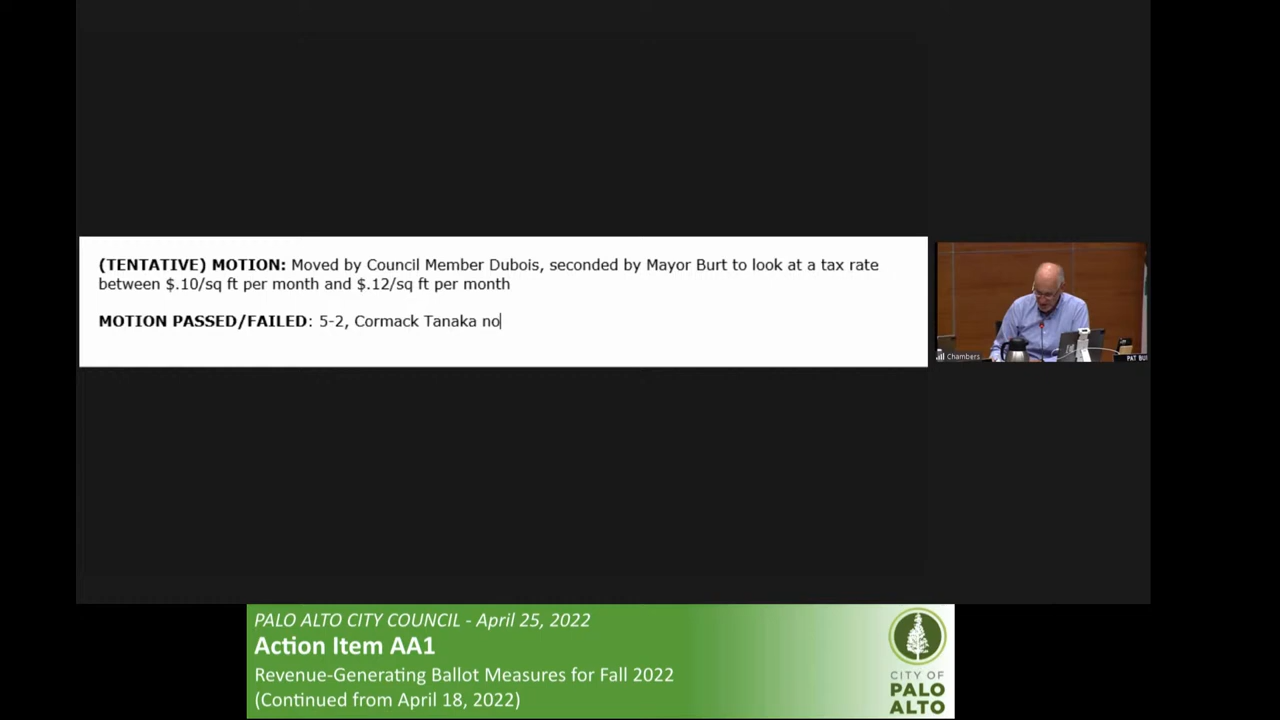 (TENTATIVE) MOTION: Moved by Council Member Dubois, seconded by Mayor Burt to look at a tax rate
between $.10/sq ft per month and $.12/sq ft per month
MOTION PASSED/FAILED: 5-2, Cormack Tanaka no
Chambers
PAT
PALO ALTO CITY COUNCIL - April 25, 2022
Action Item AA1
Revenue-Generating Ballot Measures for Fall 2022
(Continued from April 18, 2022)
CITY OF
PALO
ALTO